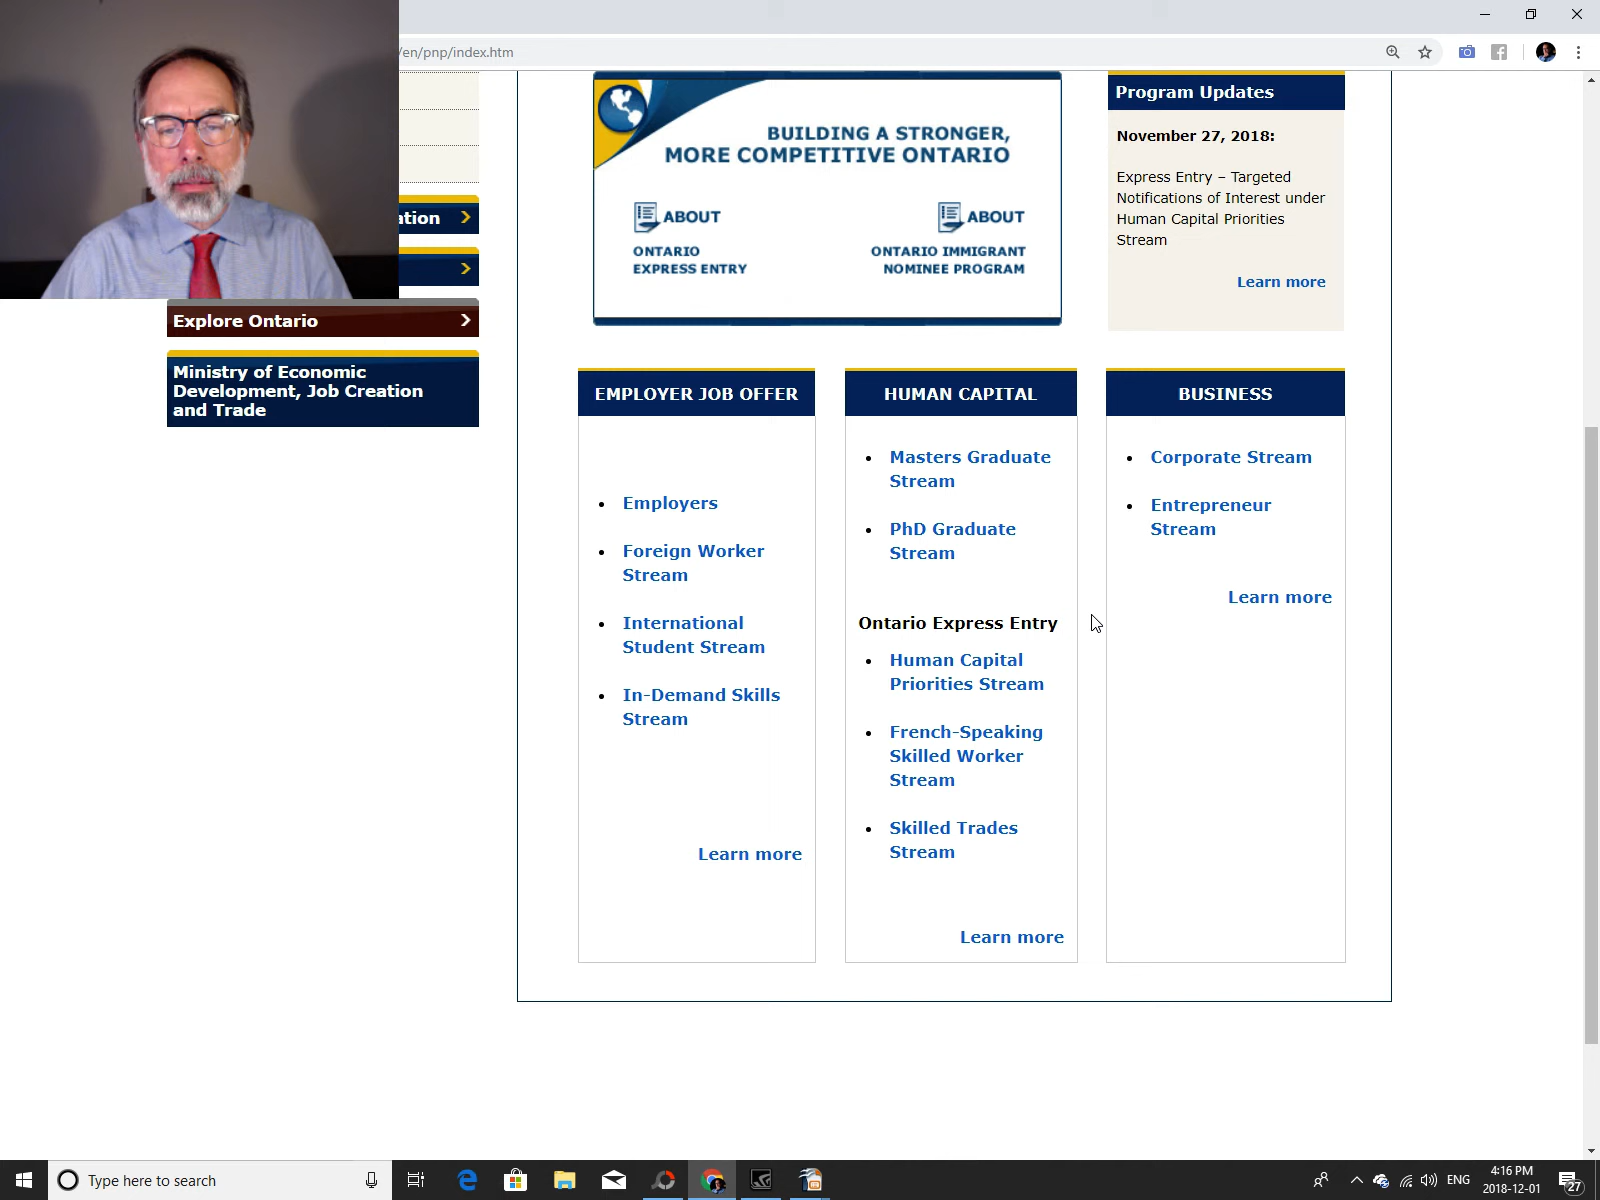 /en/pnp/index.htm
ation
Explore Ontario
Ministry of Economic
Development, Job Creation
and Trade
BUILDING A STRONGER,
MORE COMPETITIVE ONTARIO
ABOUT
ONTARIO
EXPRESS ENTRY
ABOUT
ONTARIO IMMIGRANT
NOMINEE PROGRAM
Program Updates
November 27, 2018:
Express Entry – Targeted
Notifications of Interest under
Human Capital Priorities
Stream
Learn more
EMPLOYER JOB OFFER
Employers
Foreign Worker
Stream
International
Student Stream
In-Demand Skills
Stream
Learn more
HUMAN CAPITAL
Masters Graduate
Stream
PhD Graduate
Stream
Ontario Express Entry
Human Capital
Priorities Stream
French-Speaking
Skilled Worker
Stream
Skilled Trades
Stream
Learn more
BUSINESS
Corporate Stream
Entrepreneur
Stream
Learn more
Type here to search
ENG
4:16 PM
2018-12-01
27